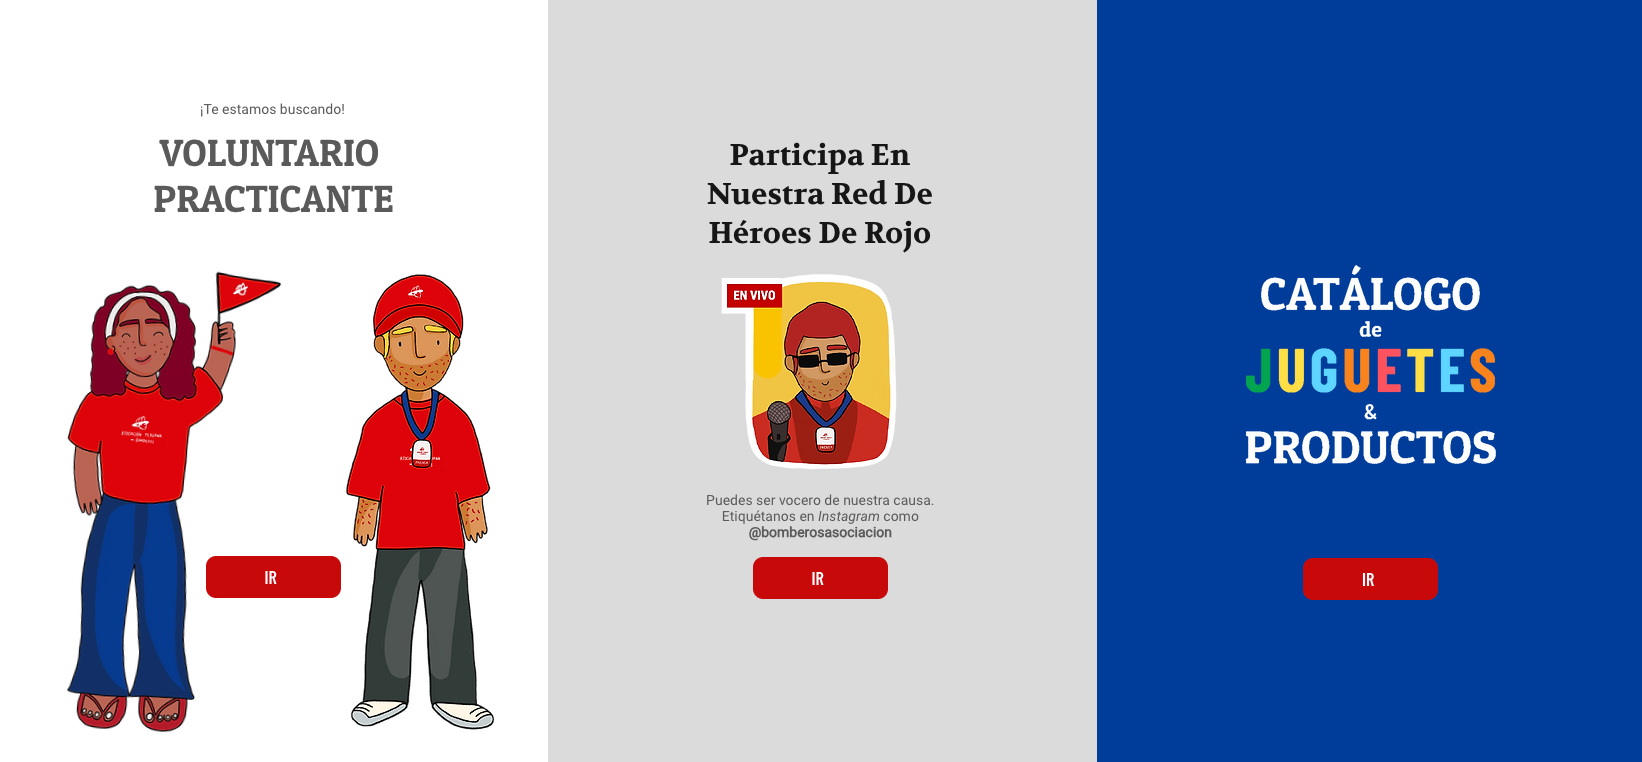 ¡Te estamos buscando!
VOLUNTARIO
PRACTICANTE
IR
Participa En
Nuestra Red De
Héroes De Rojo
EN VIVO
Puedes ser vocero de nuestra causa.
Etiquétanos en Instagram como
@bomberosasociacion
IR
CATÁLOGO
de
JUGUETES
&
PRODUCTOS
IR